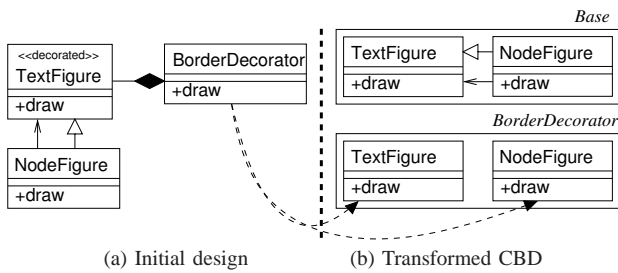 <<decorated>>
TextFigure
+draw
BorderDecorator
+draw
NodeFigure
+draw
Base
TextFigure
+draw
NodeFigure
+draw
BorderDecorator
TextFigure
+draw
NodeFigure
+draw
(a) Initial design
(b) Transformed CBD